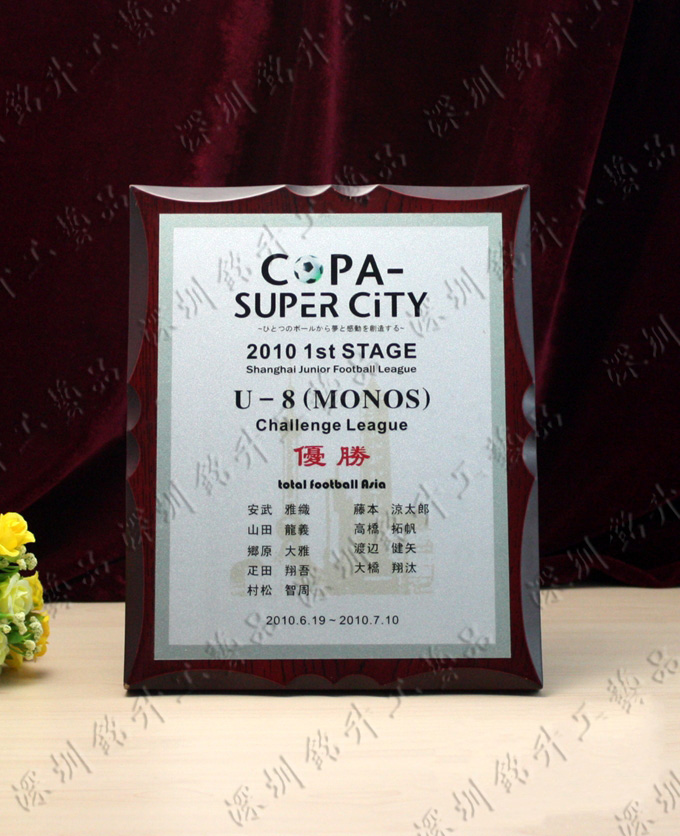 COPA-
SUPER CiTY
~ひとつのボールから夢と感動を創造する~
2010 1st STAGE
Shanghai Junior Football League
U-8(MONOS)
Challenge League
優勝
total football Asia
安武 雅織 藤本 涼太郎
山田 龍義 高橋 拓帆
郷原 大雅 渡辺 健矢
疋田 翔吾 大橋 翔汰
村松 智周
2010.6.19~2010.7.10
深圳銘升工藝品